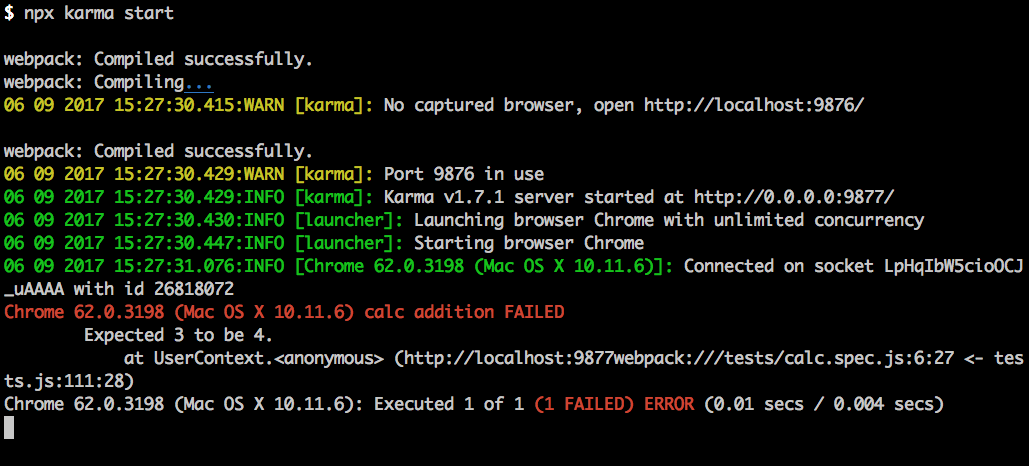 $ npx karma start
webpack: Compiled successfully.
webpack: Compiling...
06 09 2017 15:27:30.415:WARN [karma]: No captured browser, open http://localhost:9876/
webpack: Compiled successfully.
06 09 2017 15:27:30.429:WARN [karma]: Port 9876 in use
06 09 2017 15:27:30.429:INFO [karma]: Karma v1.7.1 server started at http://0.0.0.0:9877/
06 09 2017 15:27:30.430:INFO [launcher]: Launching browser Chrome with unlimited concurrency
06 09 2017 15:27:30.447:INFO [launcher]: Starting browser Chrome
06 09 2017 15:27:31.076:INFO [Chrome 62.0.3198 (Mac OS X 10.11.6)]: Connected on socket LpHqIbW5cioOCJ
_uAAAA with id 26818072
Chrome 62.0.3198 (Mac OS X 10.11.6) calc addition FAILED
Expected 3 to be 4.
at UserContext.<anonymous> (http://localhost:9877webpack:///tests/calc.spec.js:6:27 <- tes
ts.js:111:28)
Chrome 62.0.3198 (Mac OS X 10.11.6): Executed 1 of 1 (1 FAILED) ERROR (0.01 secs / 0.004 secs)